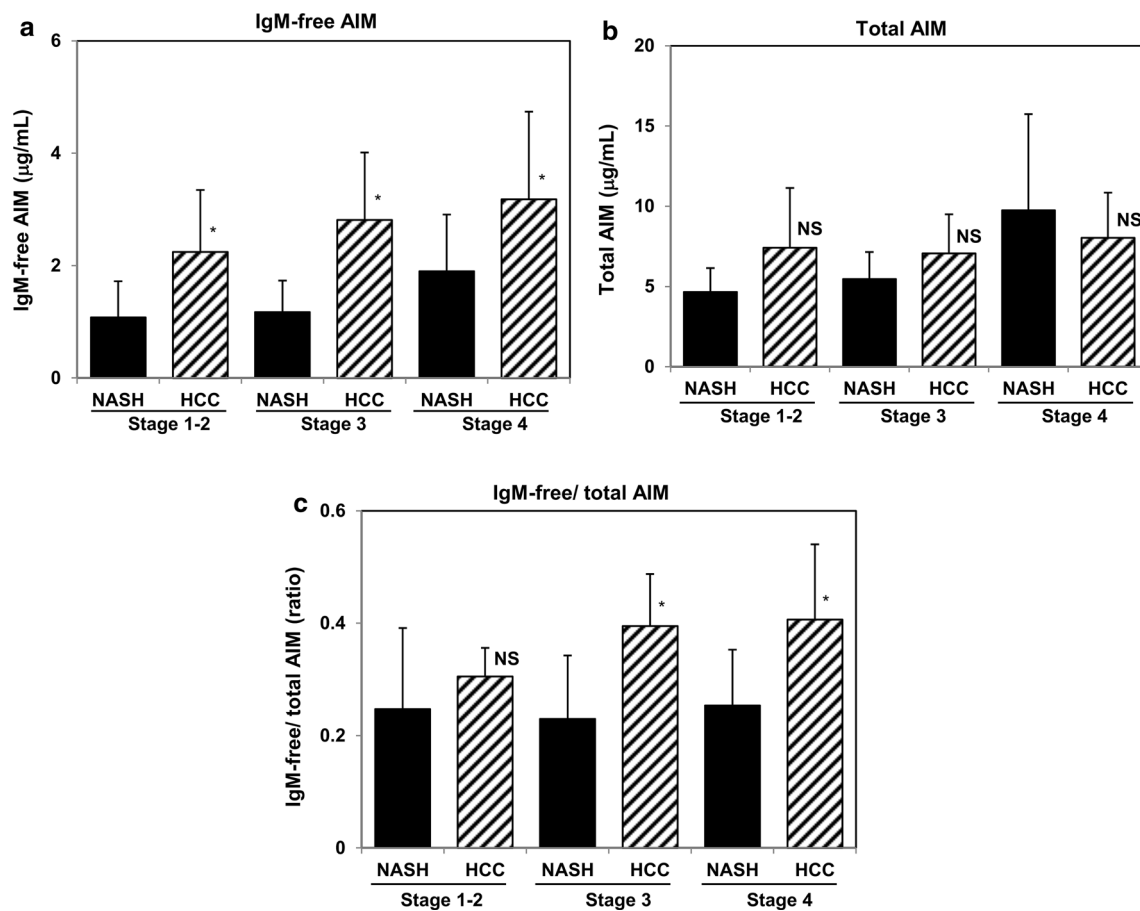 a
IgM-free AIM
6
4
2
0
IgM-free AIM (μg/mL)
*
*
*
NASH HCC NASH HCC NASH HCC
Stage 1-2 Stage 3 Stage 4
b
Total AIM
20
15
10
5
0
Total AIM (μg/mL)
NS
NS
NS
NASH HCC NASH HCC NASH HCC
Stage 1-2 Stage 3 Stage 4
c
IgM-free/ total AIM
0.6
0.4
0.2
0
IgM-free/ total AIM (ratio)
NS
*
*
NASH HCC NASH HCC NASH HCC
Stage 1-2 Stage 3 Stage 4